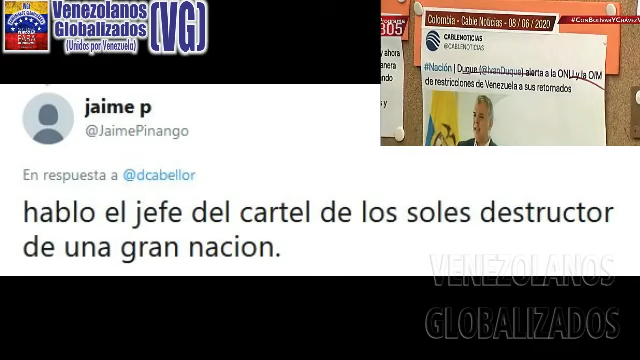 Venezolanos
Globalizados
(Unidos por Venezuela)
(VG)
305
Colombia - Cable Noticias - 08 / 06 / 2020
CABLENOTICIAS
@CABLENOTICIAS
#Nación | Duque (@IvanDuque) alerta a la ONU y la OIM
de restricciones de Venezuela a sus retornados
jaime p
@JaimePinango
En respuesta a @dcabellor
hablo el jefe del cartel de los soles destructor
de una gran nacion.
VENEZOLANOS
GLOBALIZADOS